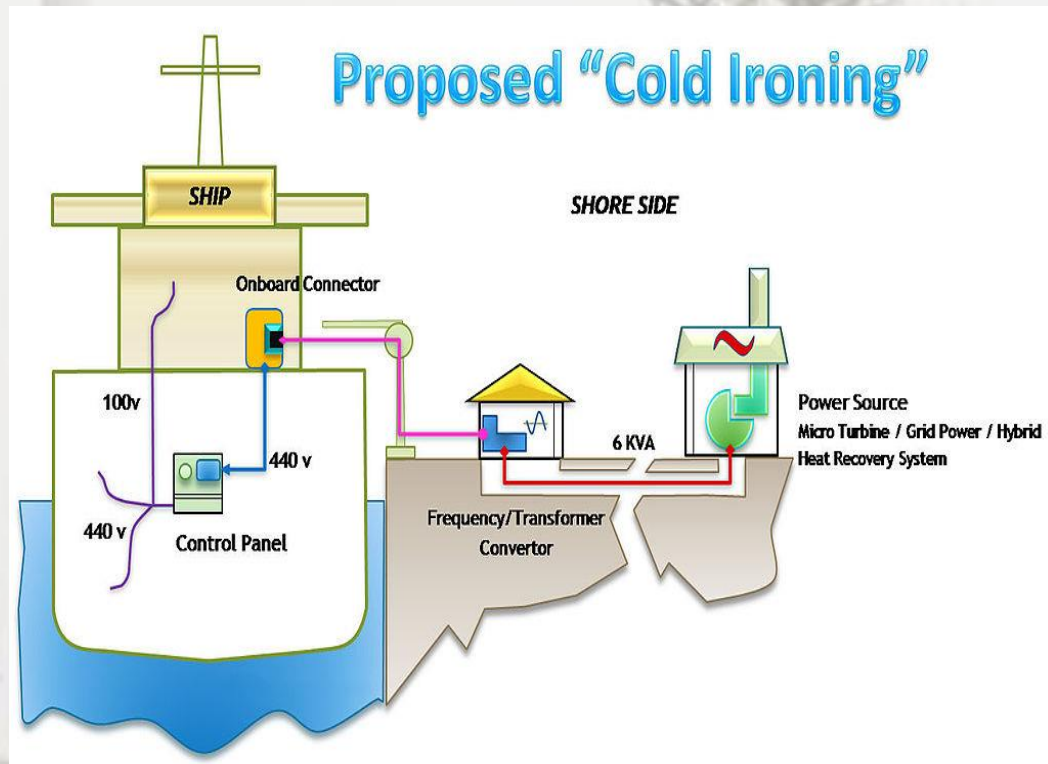 Proposed “Cold Ironing”
SHIP
SHORE SIDE
Onboard Connector
100v
440 v
440 v
Control Panel
6 KVA
Frequency/Transformer
Convertor
Power Source
Micro Turbine / Grid Power / Hybrid
Heat Recovery System